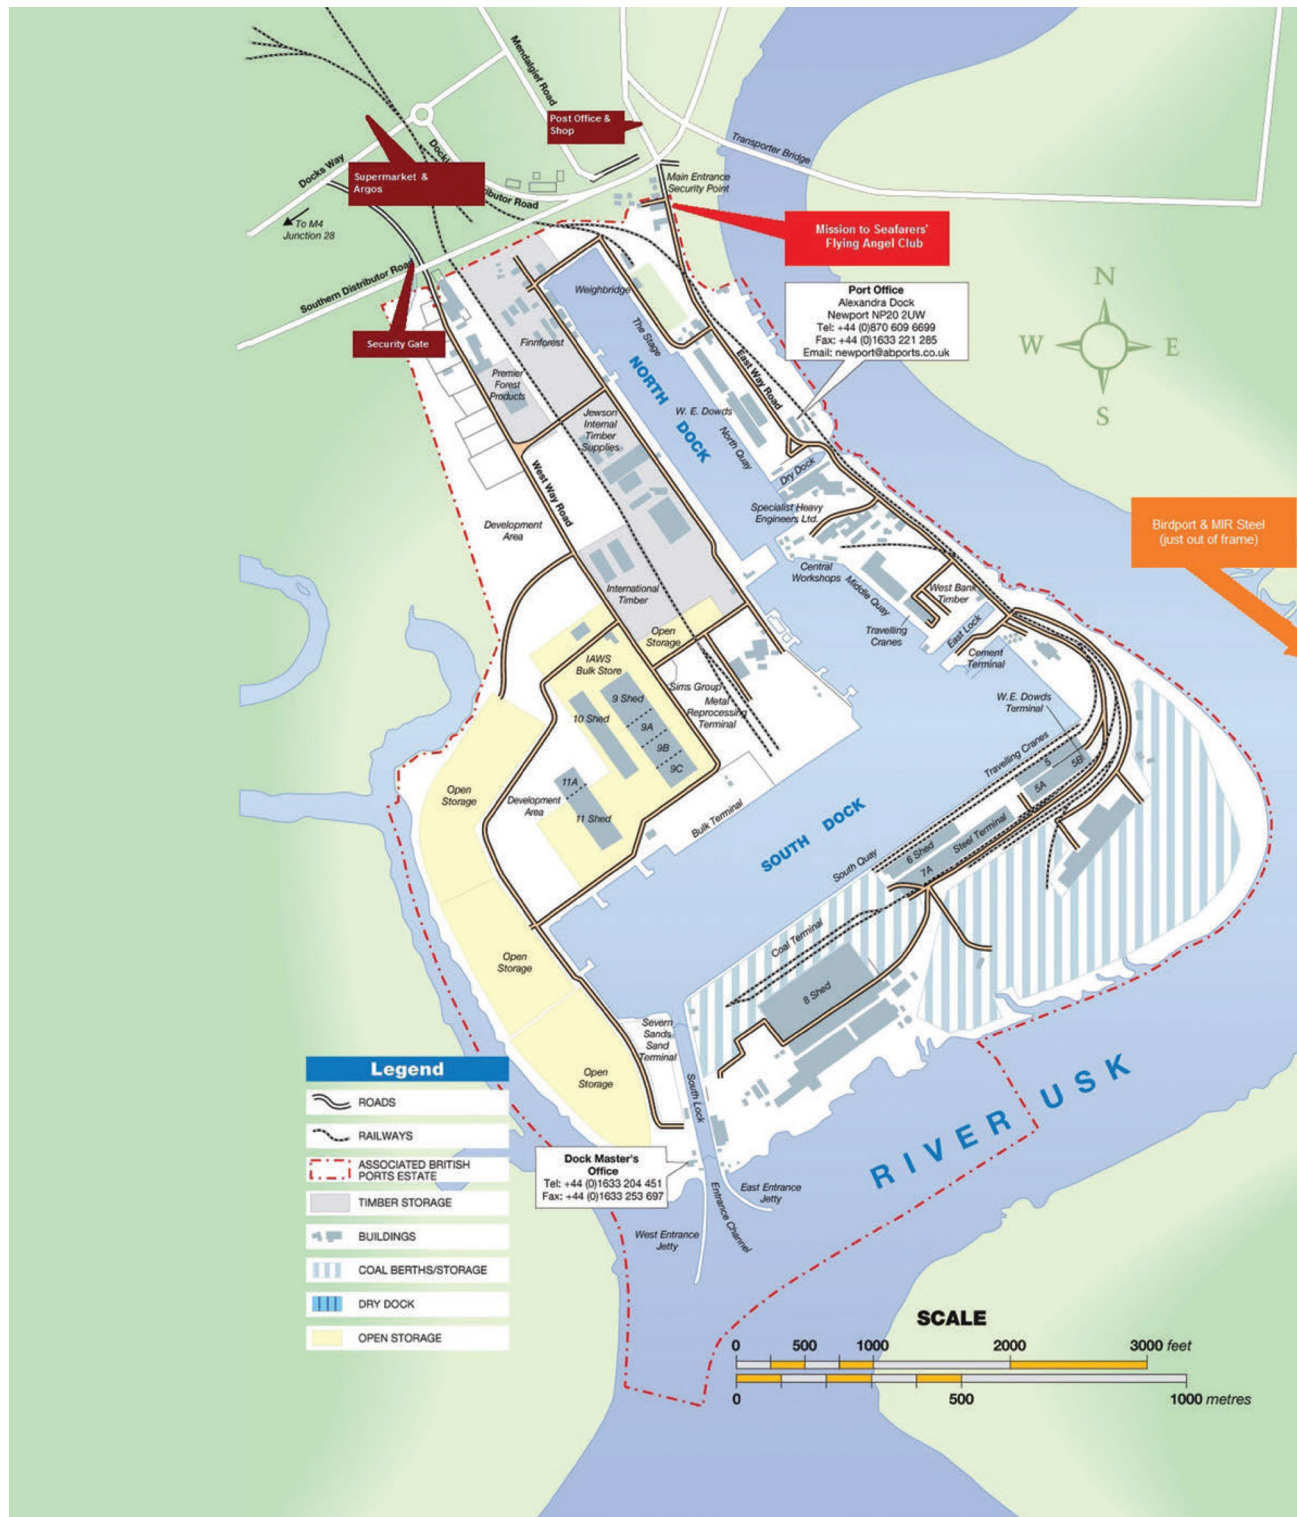 Mendalgief Road
Post Office &
Shop
Transporter Bridge
Docks Way
Supermarket &
Argos
Main Entrance
Security Point
To M4
Junction 28
Mission to Seafarers'
Flying Angel Club
Southern Distributor Road
Security Gate
Weighbridge
The Stage
Finnforest
Premier
Forest
Products
NORTH DOCK
East Way Road
Port Office
Alexandra Dock
Newport NP20 2UW
Tel: +44 (0)870 609 6699
Fax: +44 (0)1633 221 285
Email: newport@abports.co.uk
N
W
E
S
Jewson
Internal
Timber
Supplies
W. E. Dowds
North Quay
Dry Dock
West Way Road
Development
Area
Specialist Heavy
Engineers Ltd.
Birdport & MIR Steel
(just out of frame)
Central
Workshops
Middle Quay
International
Timber
West Bank
Timber
Travelling
Cranes
East Lock
Cement
Terminal
Open
Storage
IAWS
Bulk Store
Sims Group
Metal
Reprocessing
Terminal
9 Shed
10 Shed
9A
9B
9C
W.E. Dowds
Terminal
Travelling Cranes
5
5B
5A
Open
Storage
11A
Development
Area
11 Shed
Bulk Terminal
SOUTH DOCK
South Quay
6 Shed
Steel Terminal
7A
Coal Terminal
8 Shed
Open
Storage
Severn
Sands
Sand
Terminal
Open
Storage
South Lock
RIVER USK
Dock Master's
Office
Tel: +44 (0)1633 204 451
Fax: +44 (0)1633 253 697
East Entrance
Jetty
Entrance Channel
West Entrance
Jetty
Legend
ROADS
RAILWAYS
ASSOCIATED BRITISH
PORTS ESTATE
TIMBER STORAGE
BUILDINGS
COAL BERTHS/STORAGE
DRY DOCK
OPEN STORAGE
SCALE
0 500 1000 2000 3000 feet
0 500 1000 metres